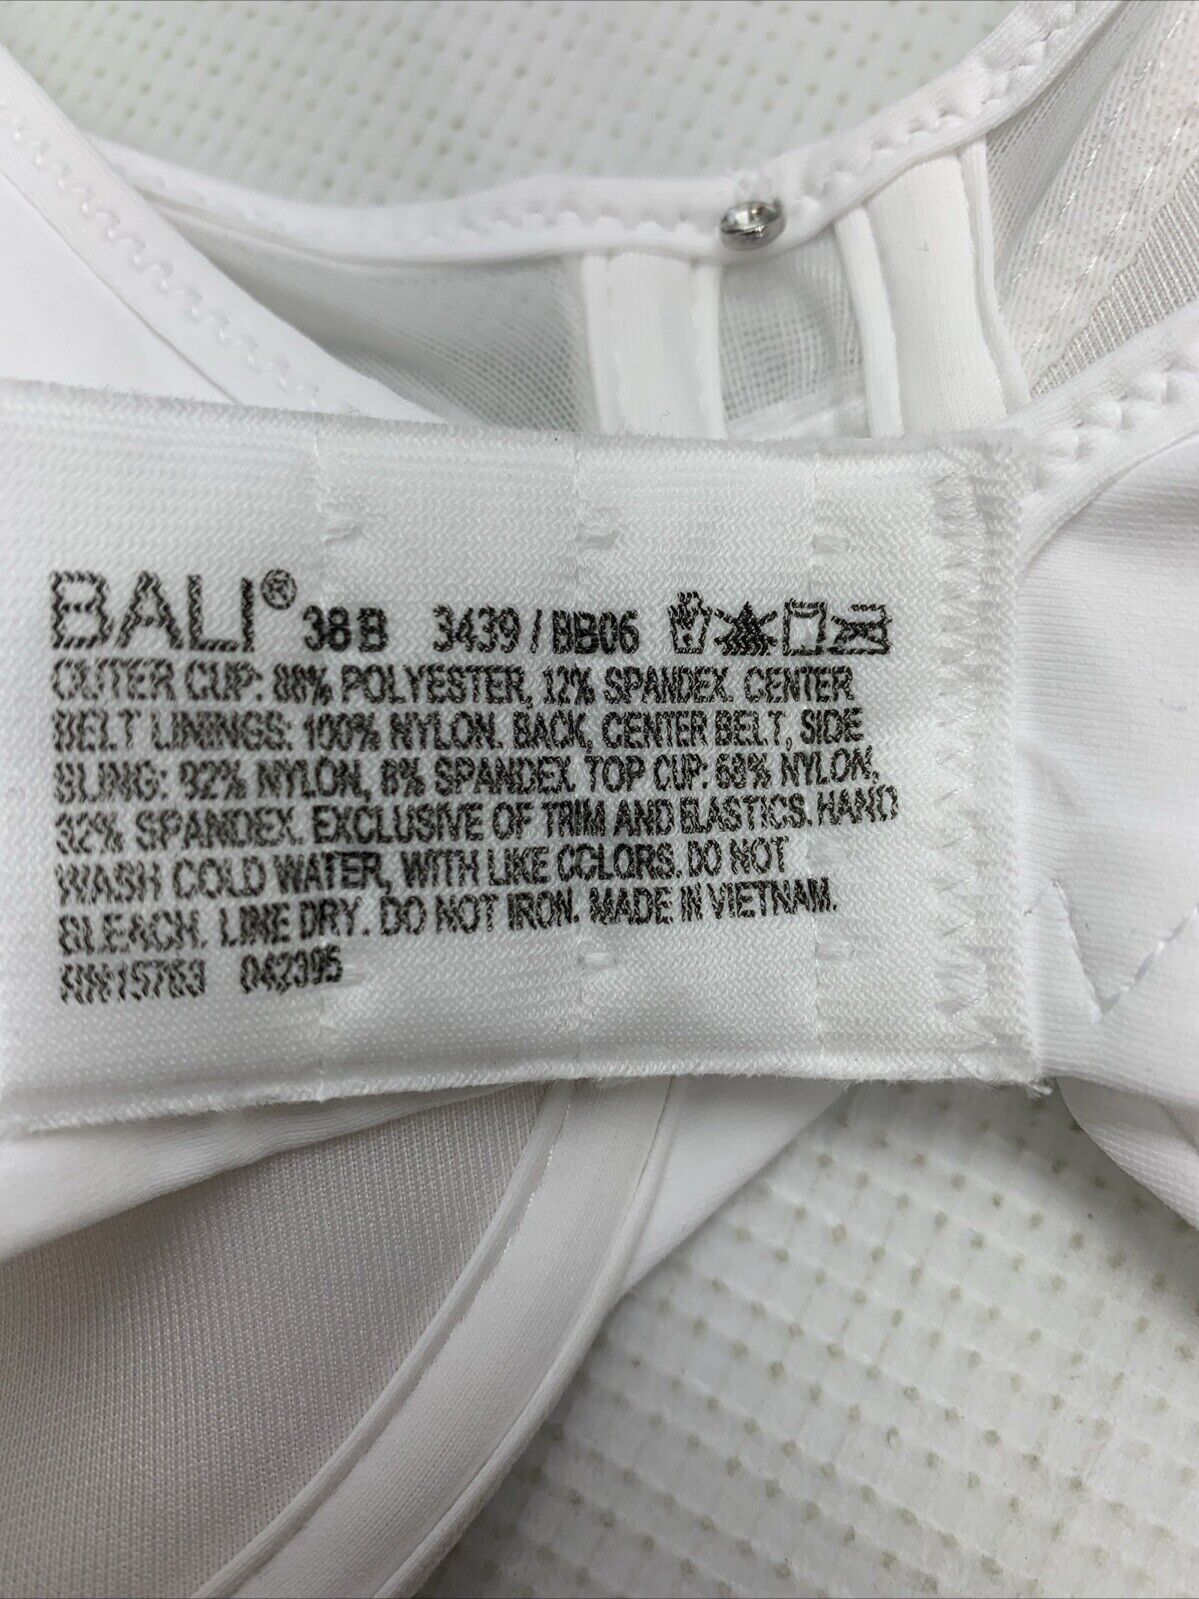 BALI® 38B 3439 / BB06
OUTER CUP: 88% POLYESTER, 12% SPANDEX. CENTER
BELT LININGS: 100% NYLON. BACK, CENTER BELT, SIDE
SLING: 92% NYLON, 8% SPANDEX. TOP CUP: 68% NYLON,
32% SPANDEX. EXCLUSIVE OF TRIM AND ELASTICS. HAND
WASH COLD WATER, WITH LIKE COLORS. DO NOT
BLEACH. LINE DRY. DO NOT IRON. MADE IN VIETNAM.
RN15763 042395